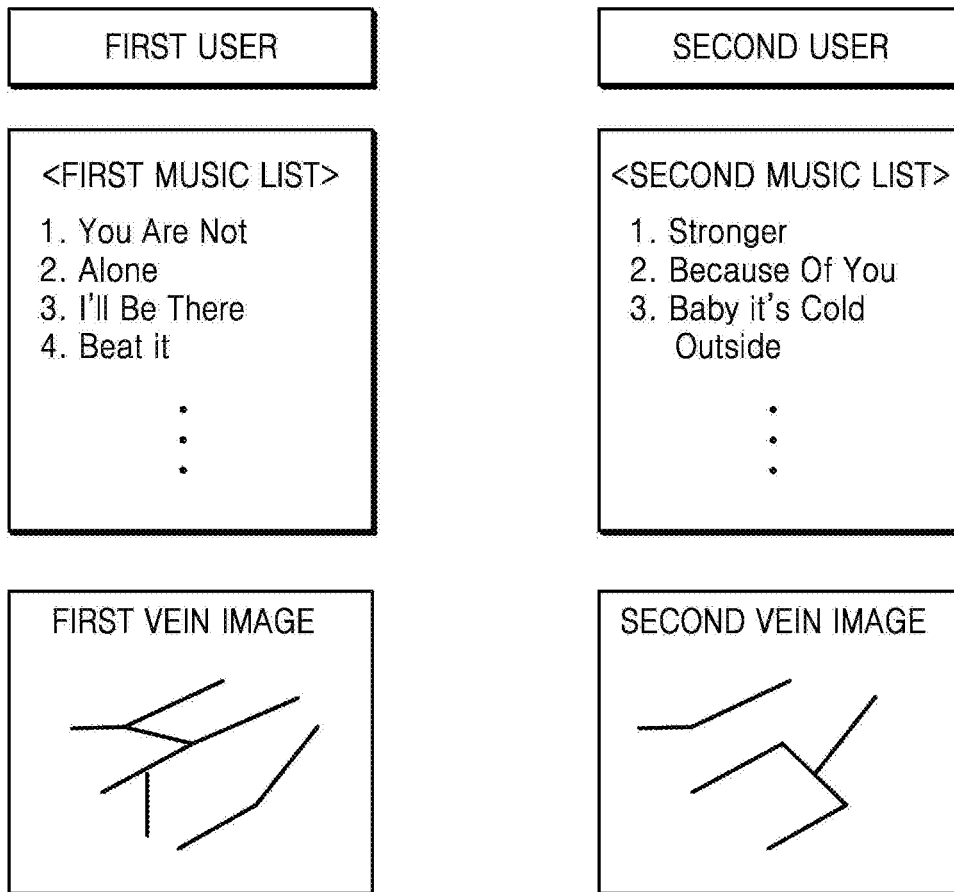 FIRST USER
SECOND USER
<FIRST MUSIC LIST>
1. You Are Not
2. Alone
3. I'll Be There
4. Beat it
<SECOND MUSIC LIST>
1. Stronger
2. Because Of You
3. Baby it's Cold
Outside
FIRST VEIN IMAGE
SECOND VEIN IMAGE